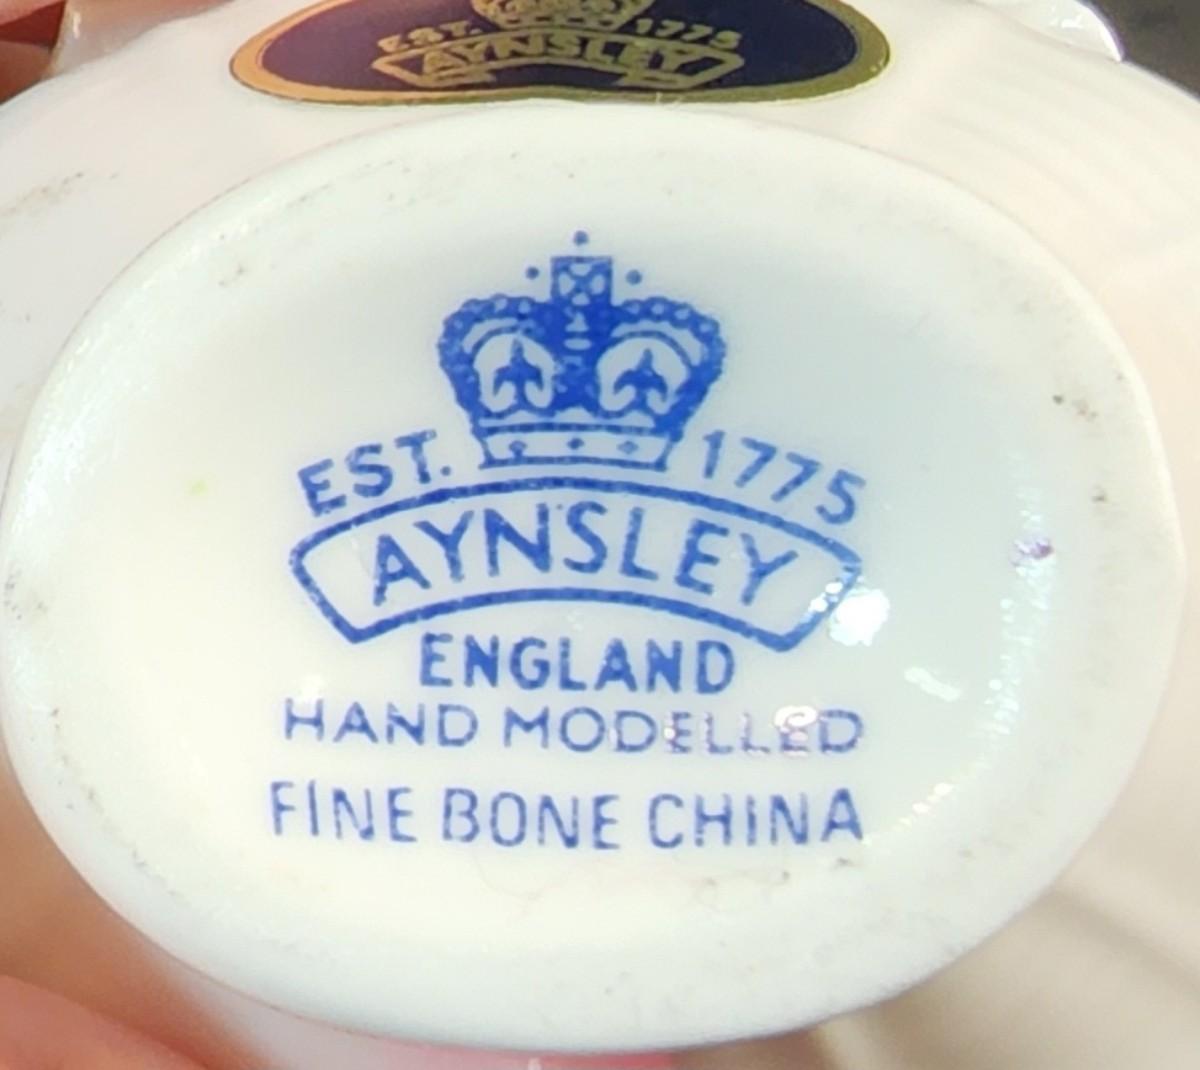 EST. 1775
AYNSLEY
EST. 1775
AYNSLEY
ENGLAND
HAND MODELLED
FINE BONE CHINA